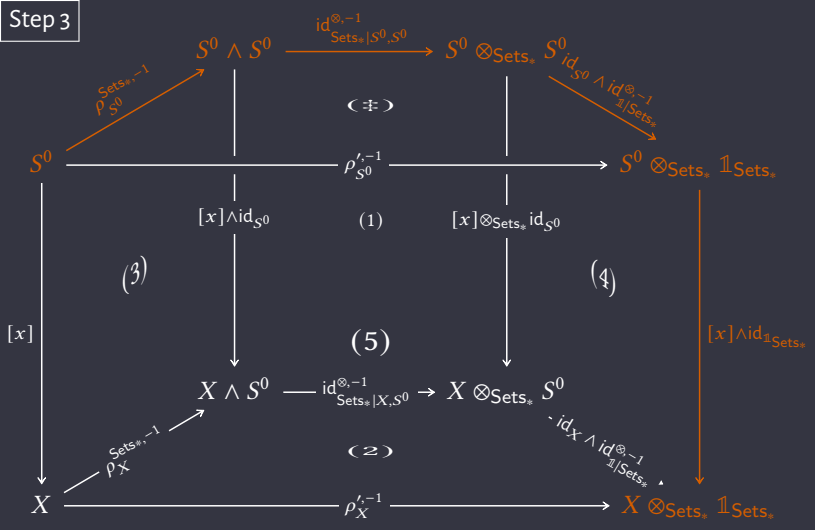 Step 3
id^{⊗,-1}_{Sets_*|S^0,S^0}
S^0 ∧ S^0
S^0 ⊗_{Sets_*} S^0
ρ^{Sets_*,-1}_{S^0}
id_{S^0} ∧ id^{⊗,-1}_{𝟙|Sets_*}
(‡)
S^0
ρ'^{,-1}_{S^0}
S^0 ⊗_{Sets_*} 𝟙_{Sets_*}
[x]∧id_{S^0}
(1)
[x]⊗_{Sets_*}id_{S^0}
(3)
(4)
[x]
(5)
[x]∧id_{𝟙_{Sets_*}}
X ∧ S^0
id^{⊗,-1}_{Sets_*|X,S^0}
X ⊗_{Sets_*} S^0
ρ^{Sets_*,-1}_X
(2)
id_X ∧ id^{⊗,-1}_{𝟙|Sets_*}
X
ρ'^{,-1}_X
X ⊗_{Sets_*} 𝟙_{Sets_*}